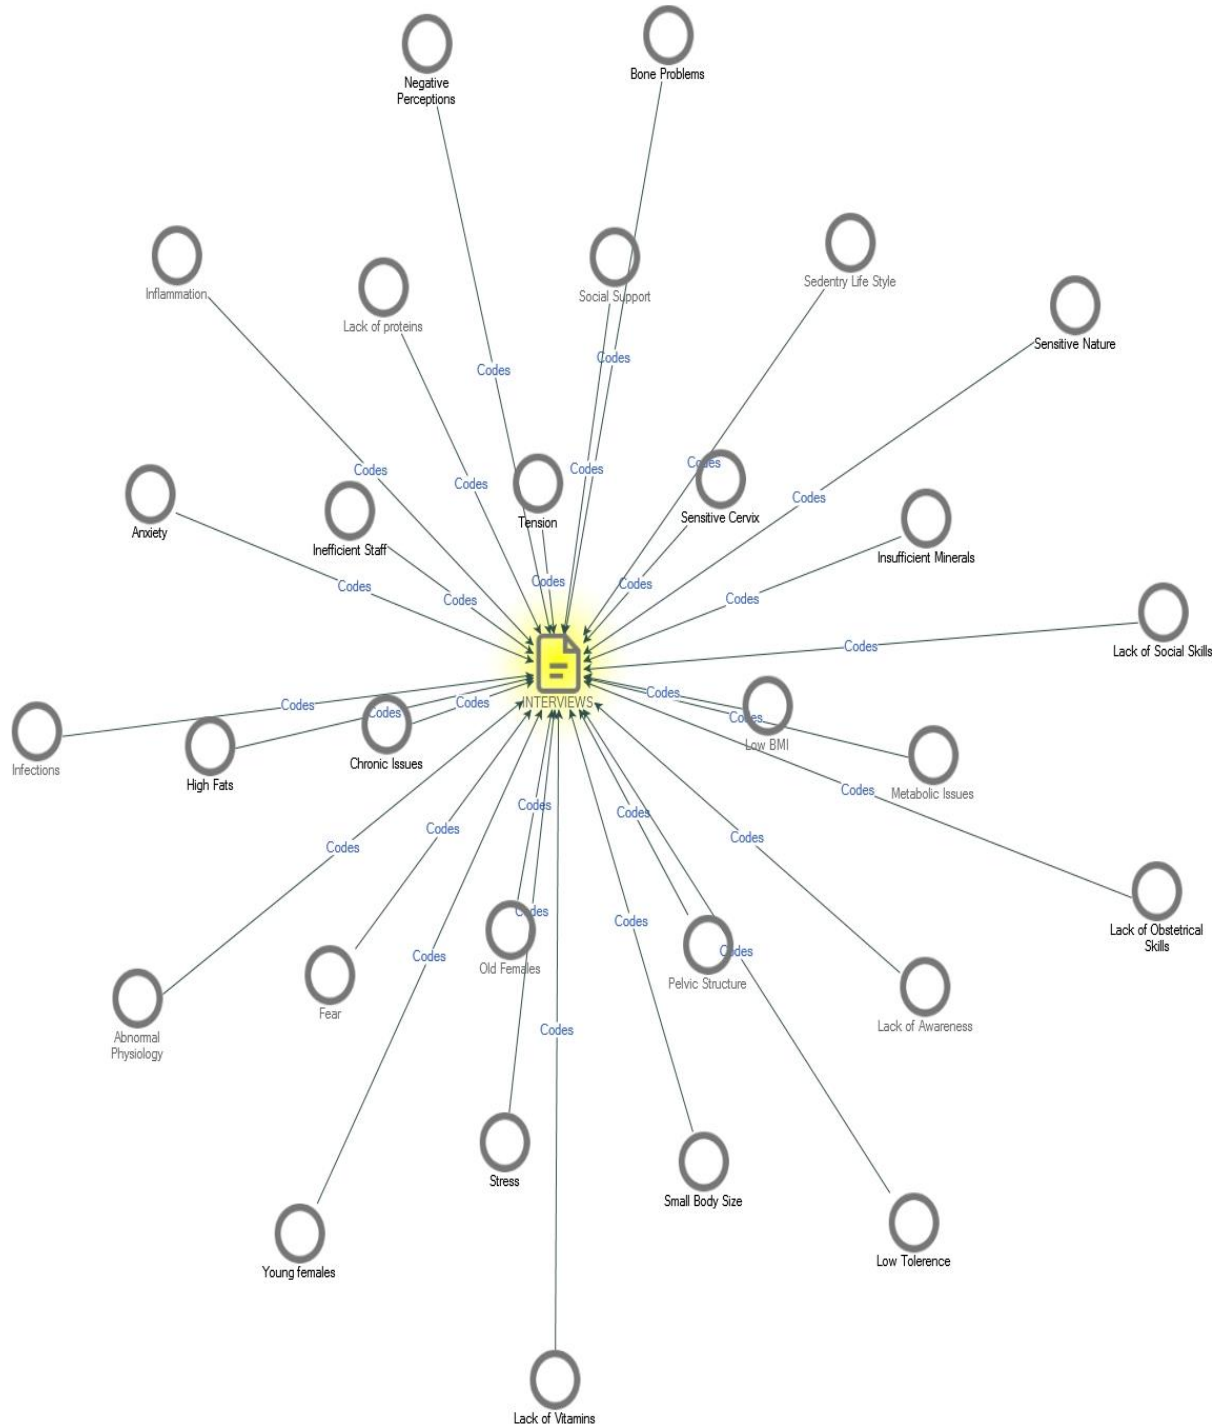 Negative
Perceptions
Bone Problems
Inflammation
Lack of proteins
Social Support
Sedentry Life Style
Sensitive Nature
Codes
Codes
Codes
Codes
Codes
Codes
Codes
Anxiety
Inefficient Staff
Tension
Sensitive Cervix
Insufficient Minerals
Codes
Codes
Codes
Codes
Codes
Lack of Social Skills
Codes
INTERVIEWS
Codes
Codes
Codes
Codes
Codes
Infections
High Fats
Chronic Issues
Low BMI
Metabolic Issues
Codes
Codes
Codes
Codes
Codes
Codes
Codes
Lack of Obstetrical
Skills
Codes
Codes
Codes
Codes
Old Females
Pelvic Structure
Abnormal
Physiology
Fear
Lack of Awareness
Codes
Stress
Small Body Size
Young females
Low Tolerence
Lack of Vitamins